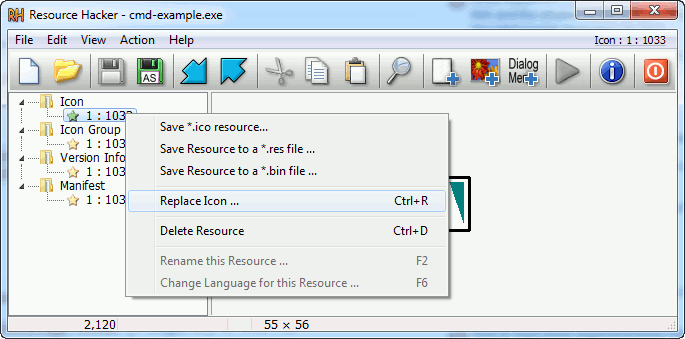 Resource Hacker - cmd-example.exe
File Edit View Action Help Icon : 1 : 1033
AS
Dialog
Menu
Icon
1 : 1033
Icon Group
1 : 103
Version Info
1 : 103
Manifest
1 : 103
Save *.ico resource...
Save Resource to a *.res file ...
Save Resource to a *.bin file ...
Replace Icon ... Ctrl+R
Delete Resource Ctrl+D
Rename this Resource ... F2
Change Language for this Resource ... F6
2,120 55 × 56